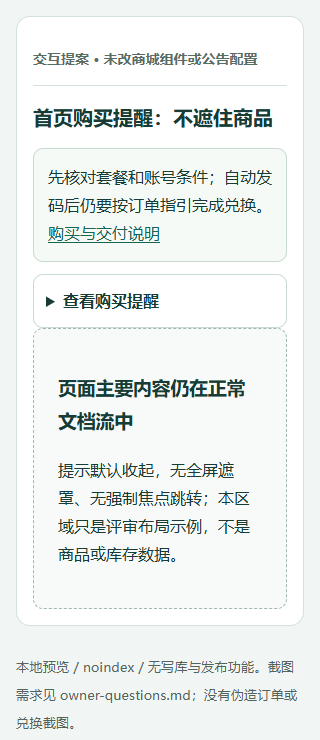 交互提案 • 未改商城组件或公告配置
首页购买提醒：不遮住商品
先核对套餐和账号条件；自动发
码后仍要按订单指引完成兑换。
购买与交付说明
▶ 查看购买提醒
页面主要内容仍在正常
文档流中
提示默认收起，无全屏遮
罩、无强制焦点跳转；本区
域只是评审布局示例，不是
商品或库存数据。
本地预览 / noindex / 无写库与发布功能。截图
需求见 owner-questions.md；没有伪造订单或
兑换截图。